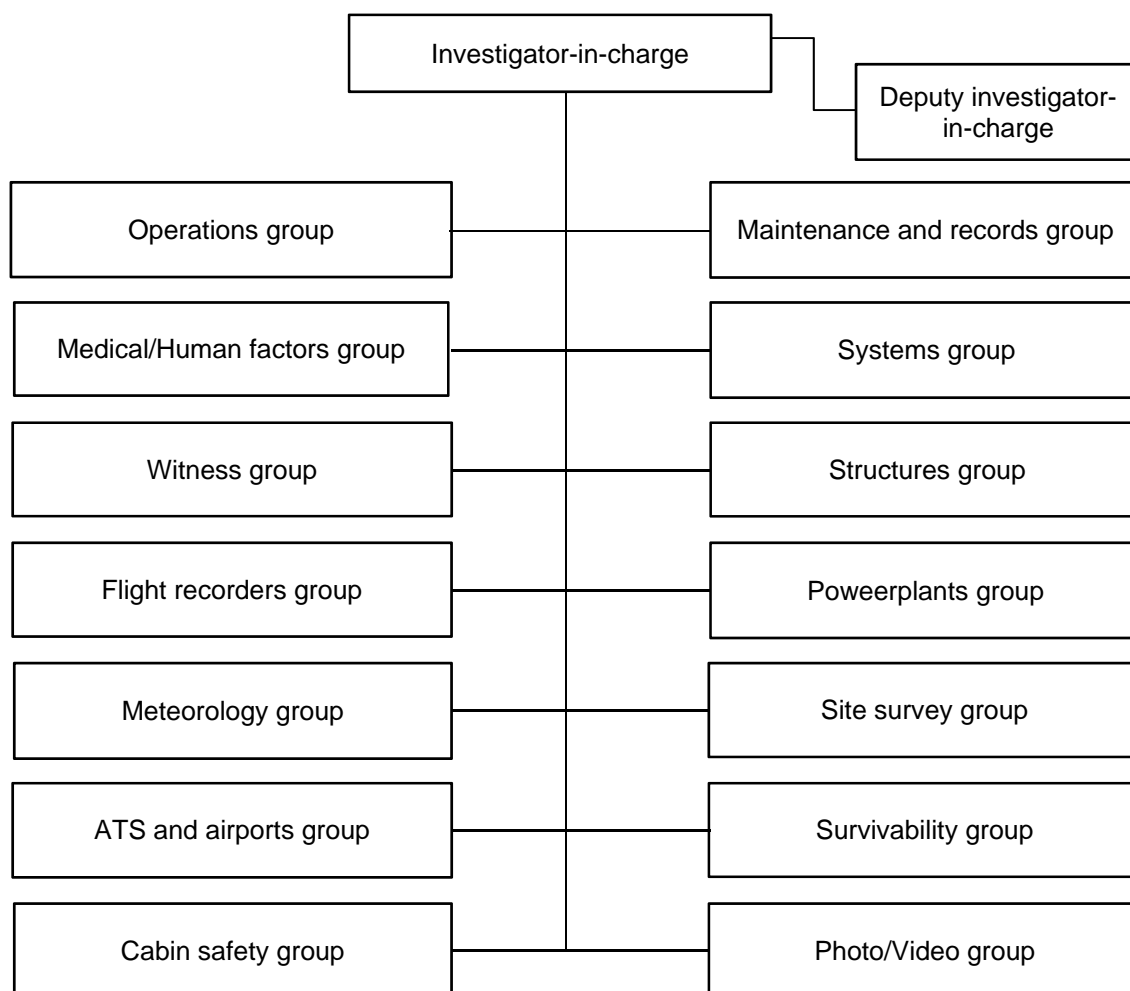 Investigator-in-charge
Deputy investigator-
in-charge
Operations group
Maintenance and records group
Medical/Human factors group
Systems group
Witness group
Structures group
Flight recorders group
Poweerplants group
Meteorology group
Site survey group
ATS and airports group
Survivability group
Cabin safety group
Photo/Video group